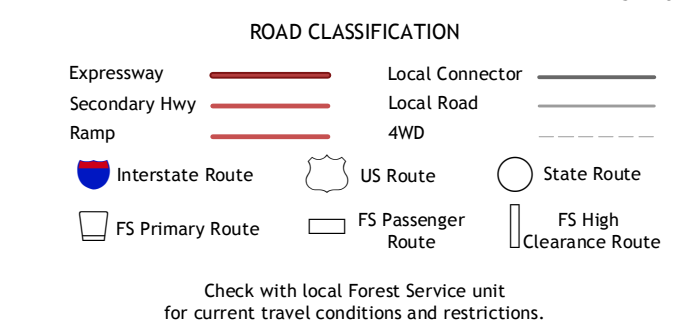 ROAD CLASSIFICATION
Expressway
Local Connector
Secondary Hwy
Local Road
Ramp
4WD
Interstate Route
US Route
State Route
FS Primary Route
FS Passenger
Route
FS High
Clearance Route
Check with local Forest Service unit
for current travel conditions and restrictions.